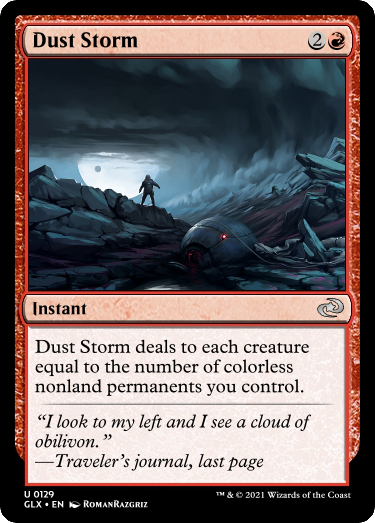 Dust Storm 2
Instant
Dust Storm deals to each creature
equal to the number of colorless
nonland permanents you control.
“I look to my left and I see a cloud of
obilivon.”
—Traveler’s journal, last page
U 0129
GLX • EN RomanRazgriz
™ & © 2021 Wizards of the Coast